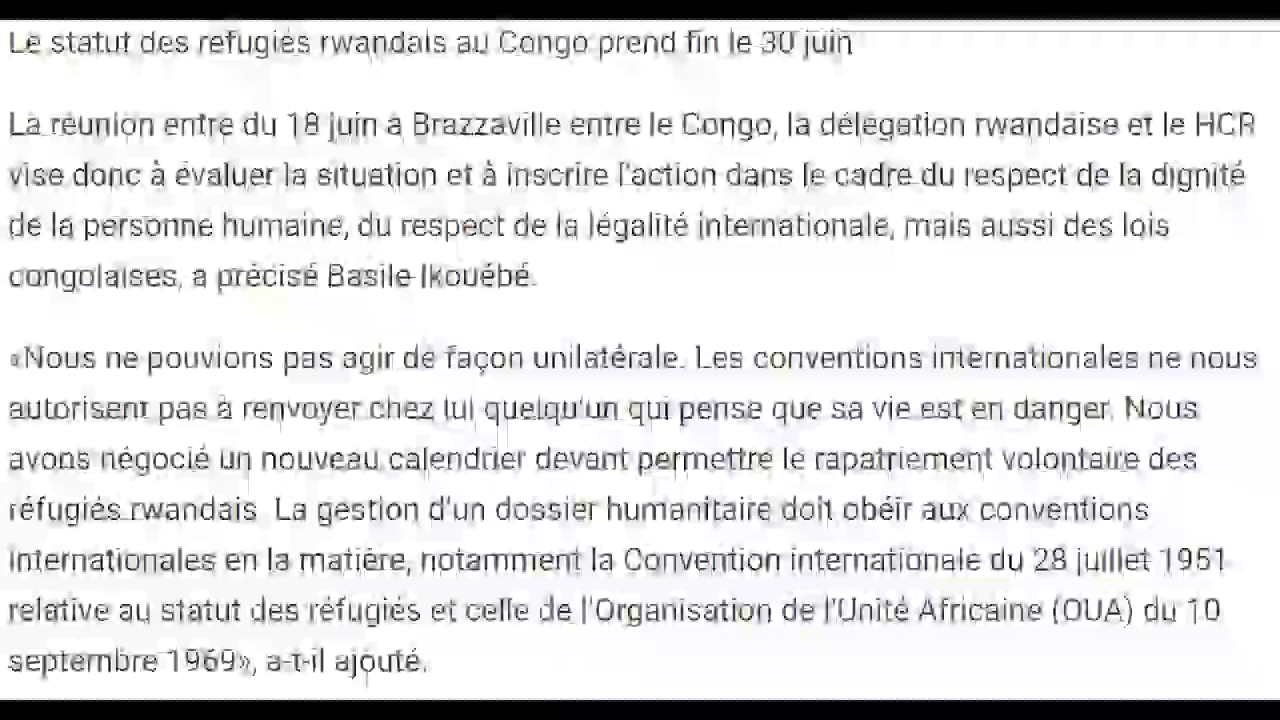 Le statut des réfugiés rwandais au Congo prend fin le 30 juin
La réunion entre du 18 juin à Brazzaville entre le Congo, la délégation rwandaise et le HCR
vise donc à évaluer la situation et à inscrire l'action dans le cadre du respect de la dignité
de la personne humaine, du respect de la légalité internationale, mais aussi des lois
congolaises, a précisé Basile Ikouébé.
«Nous ne pouvions pas agir de façon unilatérale. Les conventions internationales ne nous
autorisent pas à renvoyer chez lui quelqu'un qui pense que sa vie est en danger. Nous
avons négocié un nouveau calendrier devant permettre le rapatriement volontaire des
réfugiés rwandais. La gestion d'un dossier humanitaire doit obéir aux conventions
internationales en la matière, notamment la Convention internationale du 28 juillet 1951
relative au statut des réfugiés et celle de l'Organisation de l'Unité Africaine (OUA) du 10
septembre 1969», a-t-il ajouté.